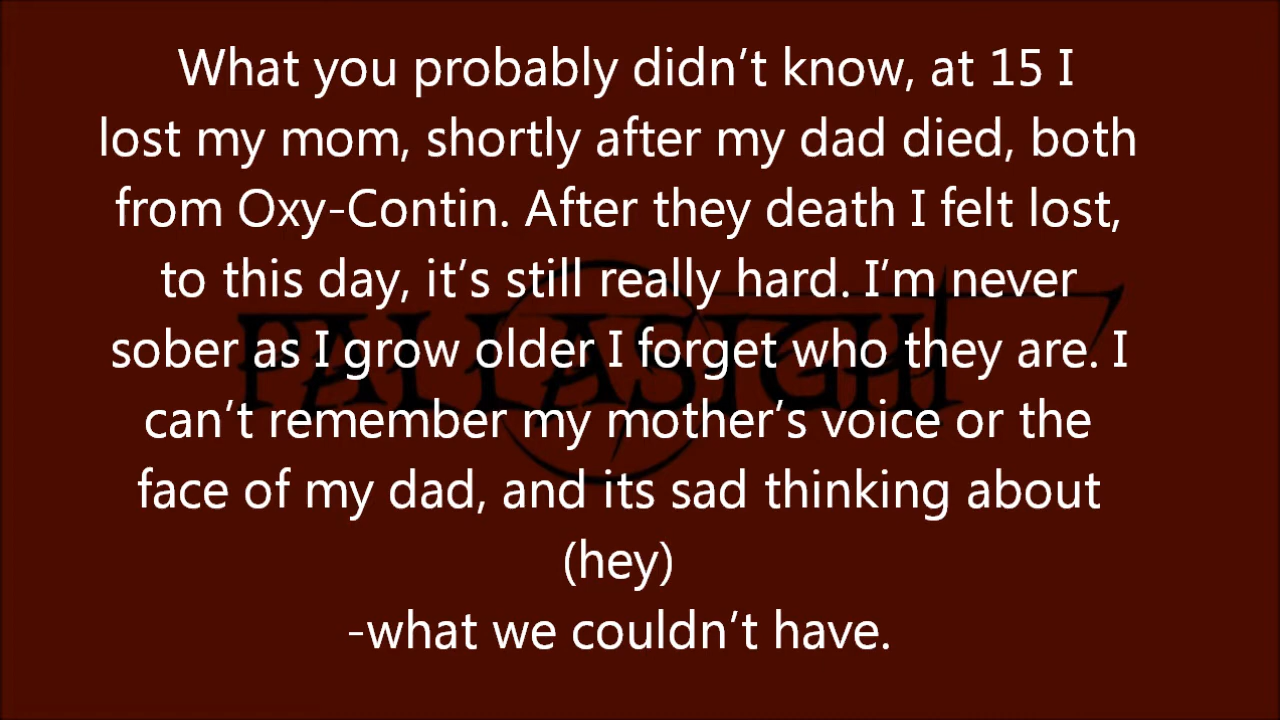 What you probably didn't know, at 15 I
lost my mom, shortly after my dad died, both
from Oxy-Contin. After they death I felt lost,
to this day, it's still really hard. I'm never
sober as I grow older I forget who they are. I
can't remember my mother's voice or the
face of my dad, and its sad thinking about
(hey)
-what we couldn't have.
PALLASIGHT